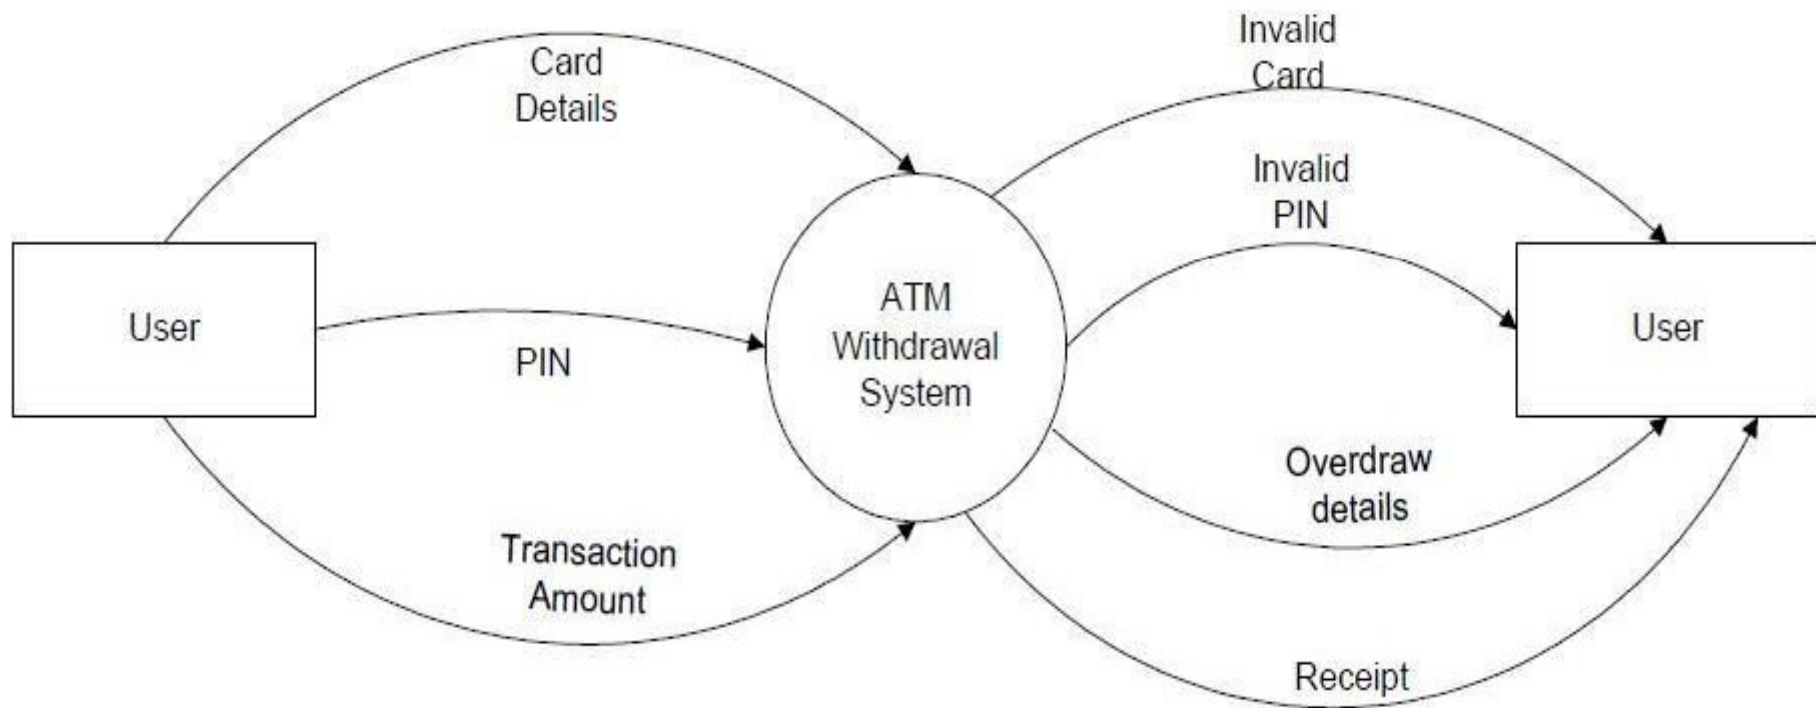 User
Card
Details
PIN
Transaction
Amount
ATM
Withdrawal
System
Invalid
Card
Invalid
PIN
Overdraw
details
Receipt
User